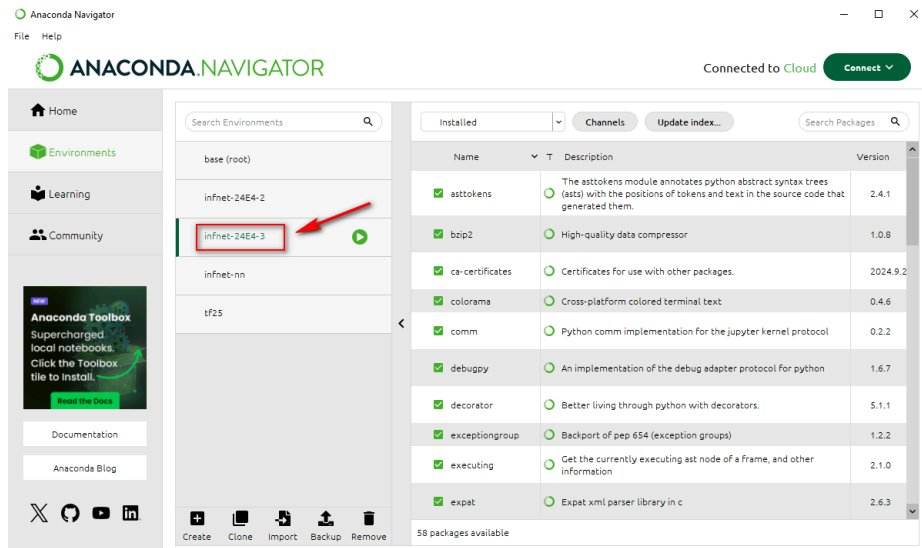 Anaconda Navigator
File Help
ANACONDA.NAVIGATOR
Connected to Cloud
Connect
Home
Environments
Learning
Community
NEW
Anaconda Toolbox
Supercharged
local notebooks.
Click the Toolbox
tile to Install.
Read the Docs
Documentation
Anaconda Blog
Search Environments
base (root)
infnet-24E4-2
infnet-24E4-3
infnet-nn
tf25
Create Clone Import Backup Remove
Installed
Channels
Update index...
Search Packages
Name T Description Version
asttokens The asttokens module annotates python abstract syntax trees
(asts) with the positions of tokens and text in the source code that
generated them. 2.4.1
bzip2 High-quality data compressor 1.0.8
ca-certificates Certificates for use with other packages. 2024.9.2
colorama Cross-platform colored terminal text 0.4.6
comm Python comm implementation for the jupyter kernel protocol 0.2.2
debugpy An implementation of the debug adapter protocol for python 1.6.7
decorator Better living through python with decorators. 5.1.1
exceptiongroup Backport of pep 654 (exception groups) 1.2.2
executing Get the currently executing ast node of a frame, and other
information 2.1.0
expat Expat xml parser library in c 2.6.3
58 packages available